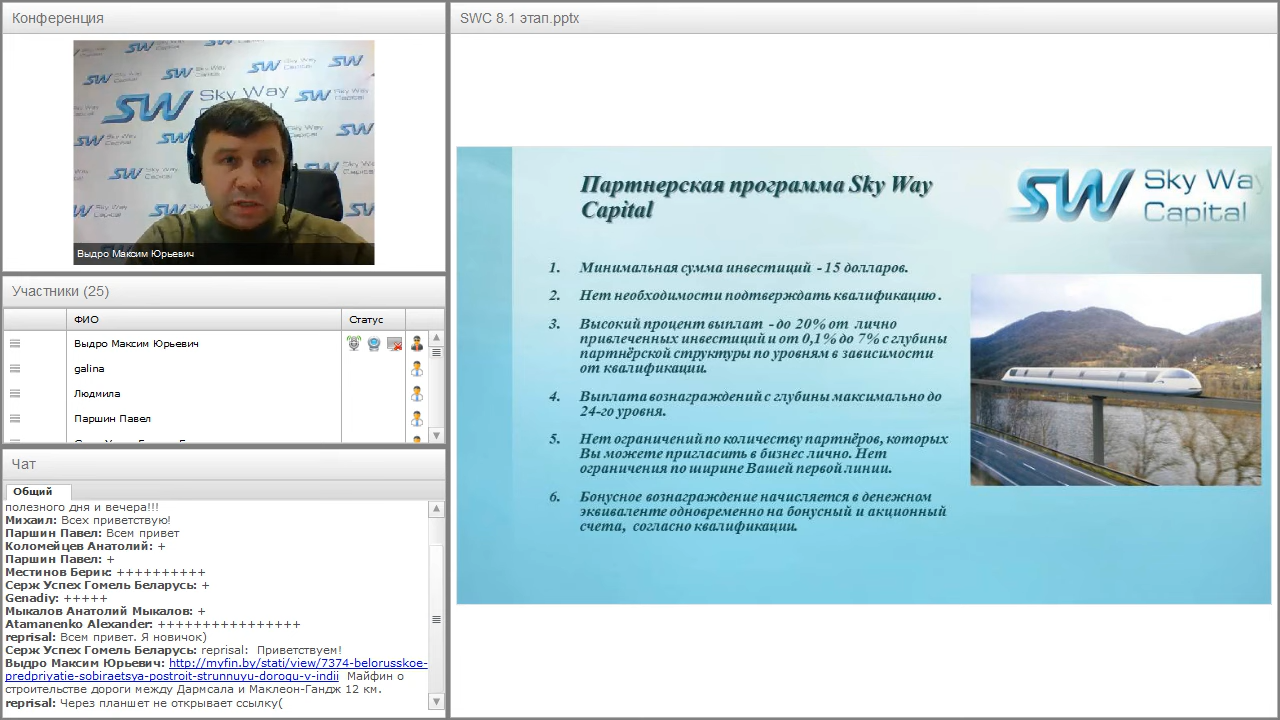 Конференция
Sky Way
Capital
Выдро Максим Юрьевич
Участники (25)
ФИО
Статус
Выдро Максим Юрьевич
galina
Людмила
Паршин Павел
Чат
Общий
полезного дня и вечера!!!
Михаил: Всех приветствую!
Паршин Павел: Всем привет
Коломейцев Анатолий: +
Паршин Павел: +
Местинов Берик: ++++++++++
Серж Успех Гомель Беларусь: +
Genadiy: +++++
Мыкалов Анатолий Мыкалов: +
Atamanenko Alexander: ++++++++++++++++
reprisal: Всем привет. Я новичок)
Серж Успех Гомель Беларусь: reprisal: Приветствуем!
Выдро Максим Юрьевич: http://myfin.by/stati/view/7374-belorusskoe-
predpriyatie-sobiraetsya-postroit-strunnuyu-dorogu-v-indii Майфин о
строительстве дороги между Дармсала и Маклеон-Гандж 12 км.
reprisal: Через планшет не открывает ссылку(
SWC 8.1 этап.pptx
Партнерская программа Sky Way
Capital
SW Sky Way
Capital
1. Минимальная сумма инвестиций - 15 долларов.
2. Нет необходимости подтверждать квалификацию .
3. Высокий процент выплат - до 20% от лично
привлеченных инвестиций и от 0,1% до 7% с глубины
партнёрской структуры по уровням в зависимости
от квалификации.
4. Выплата вознаграждений с глубины максимально до
24-го уровня.
5. Нет ограничений по количеству партнёров, которых
Вы можете пригласить в бизнес лично. Нет
ограничения по ширине Вашей первой линии.
6. Бонусное вознаграждение начисляется в денежном
эквиваленте одновременно на бонусный и акционный
счета, согласно квалификации.